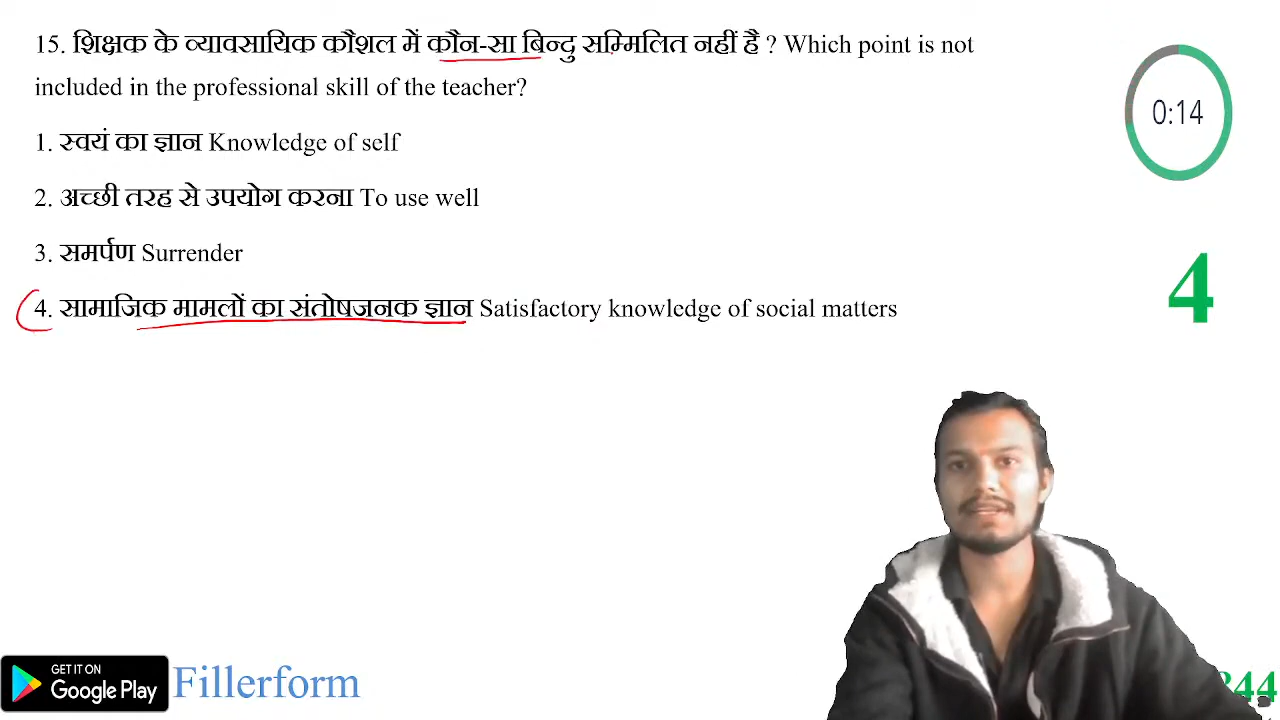 15. शिक्षक के व्यावसायिक कौशल में कौन-सा बिन्दु सम्मिलित नहीं है ? Which point is not
included in the professional skill of the teacher?
0:14
1. स्वयं का ज्ञान Knowledge of self
2. अच्छी तरह से उपयोग करना To use well
3. समर्पण Surrender
4. सामाजिक मामलों का संतोषजनक ज्ञान Satisfactory knowledge of social matters
4
GET IT ON
Google Play
Fillerform